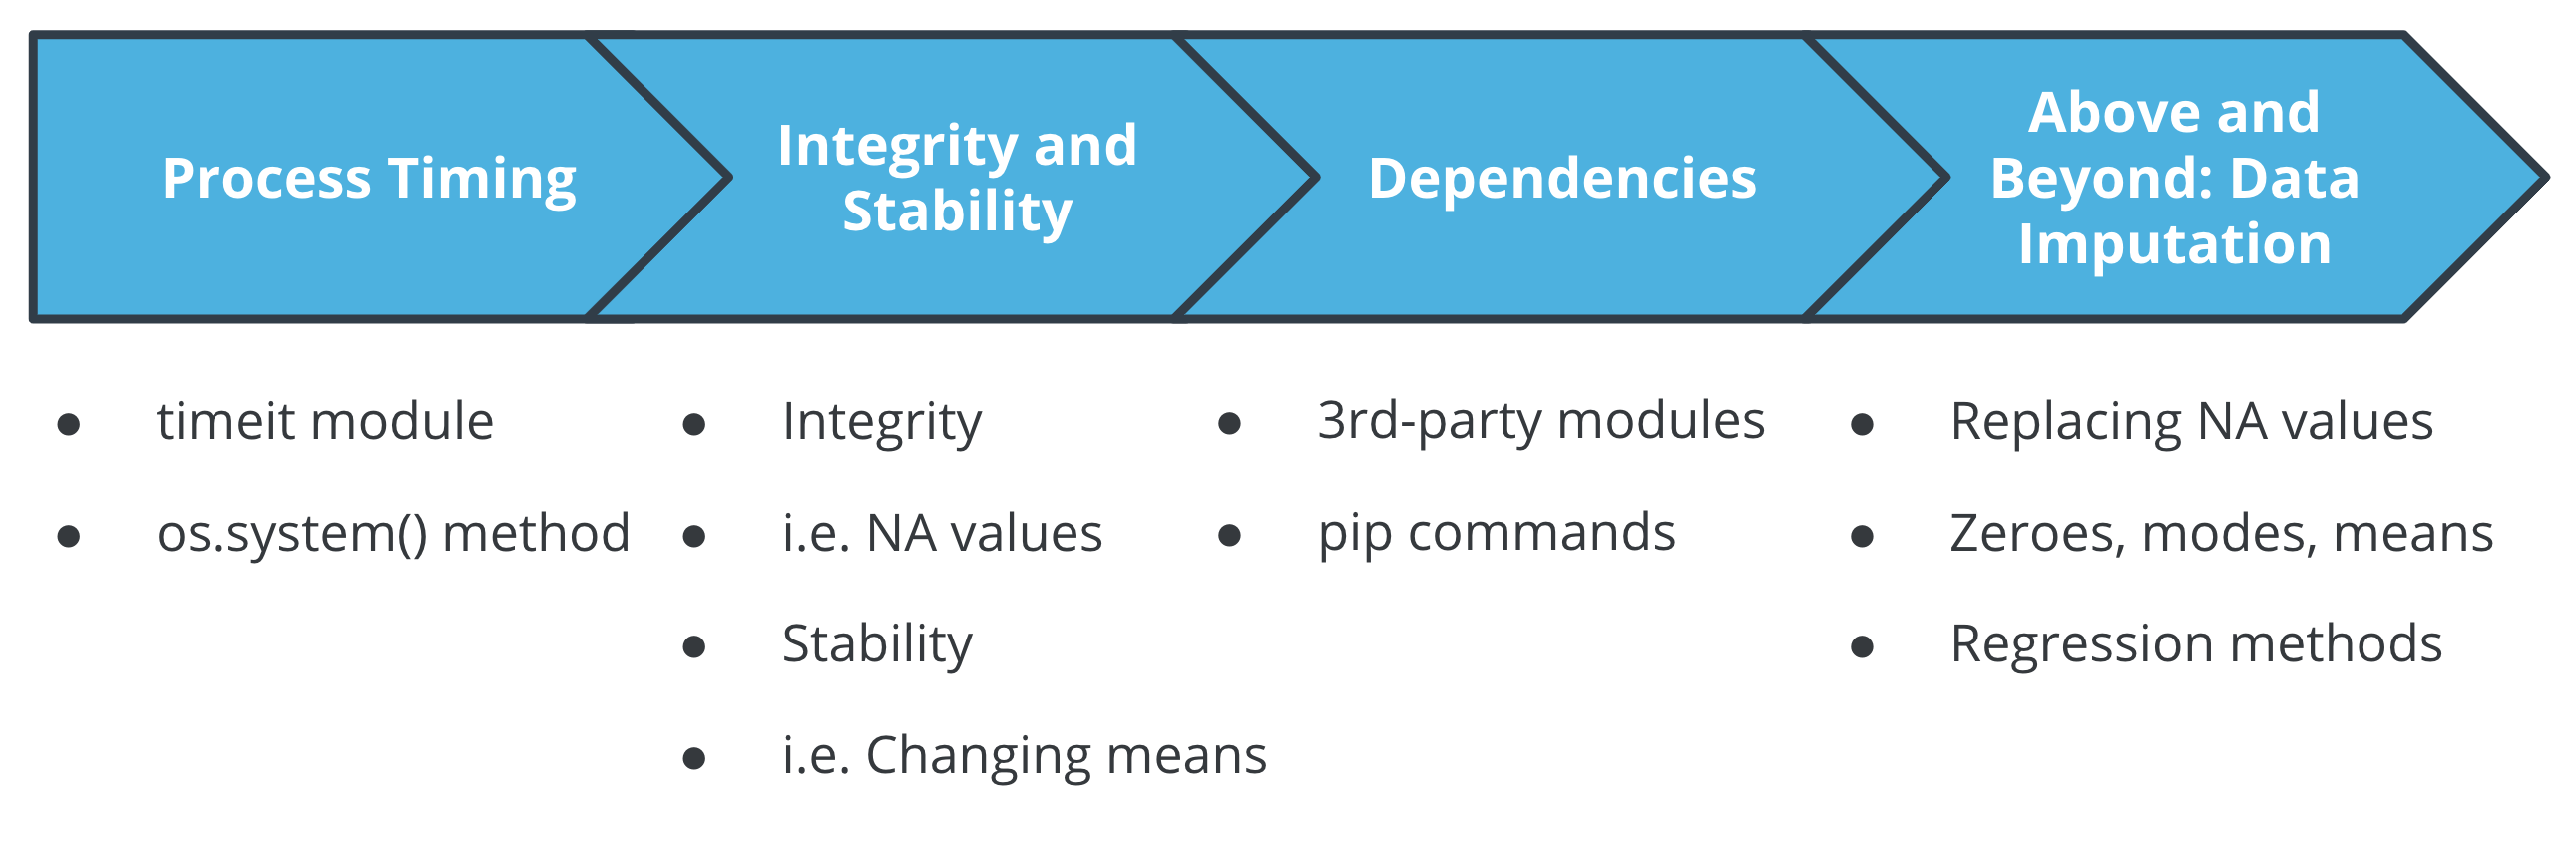 Process Timing
Integrity and
Stability
Dependencies
Above and
Beyond: Data
Imputation
● timeit module
● os.system() method
● Integrity
● i.e. NA values
● Stability
● i.e. Changing means
● 3rd-party modules
● pip commands
● Replacing NA values
● Zeroes, modes, means
● Regression methods